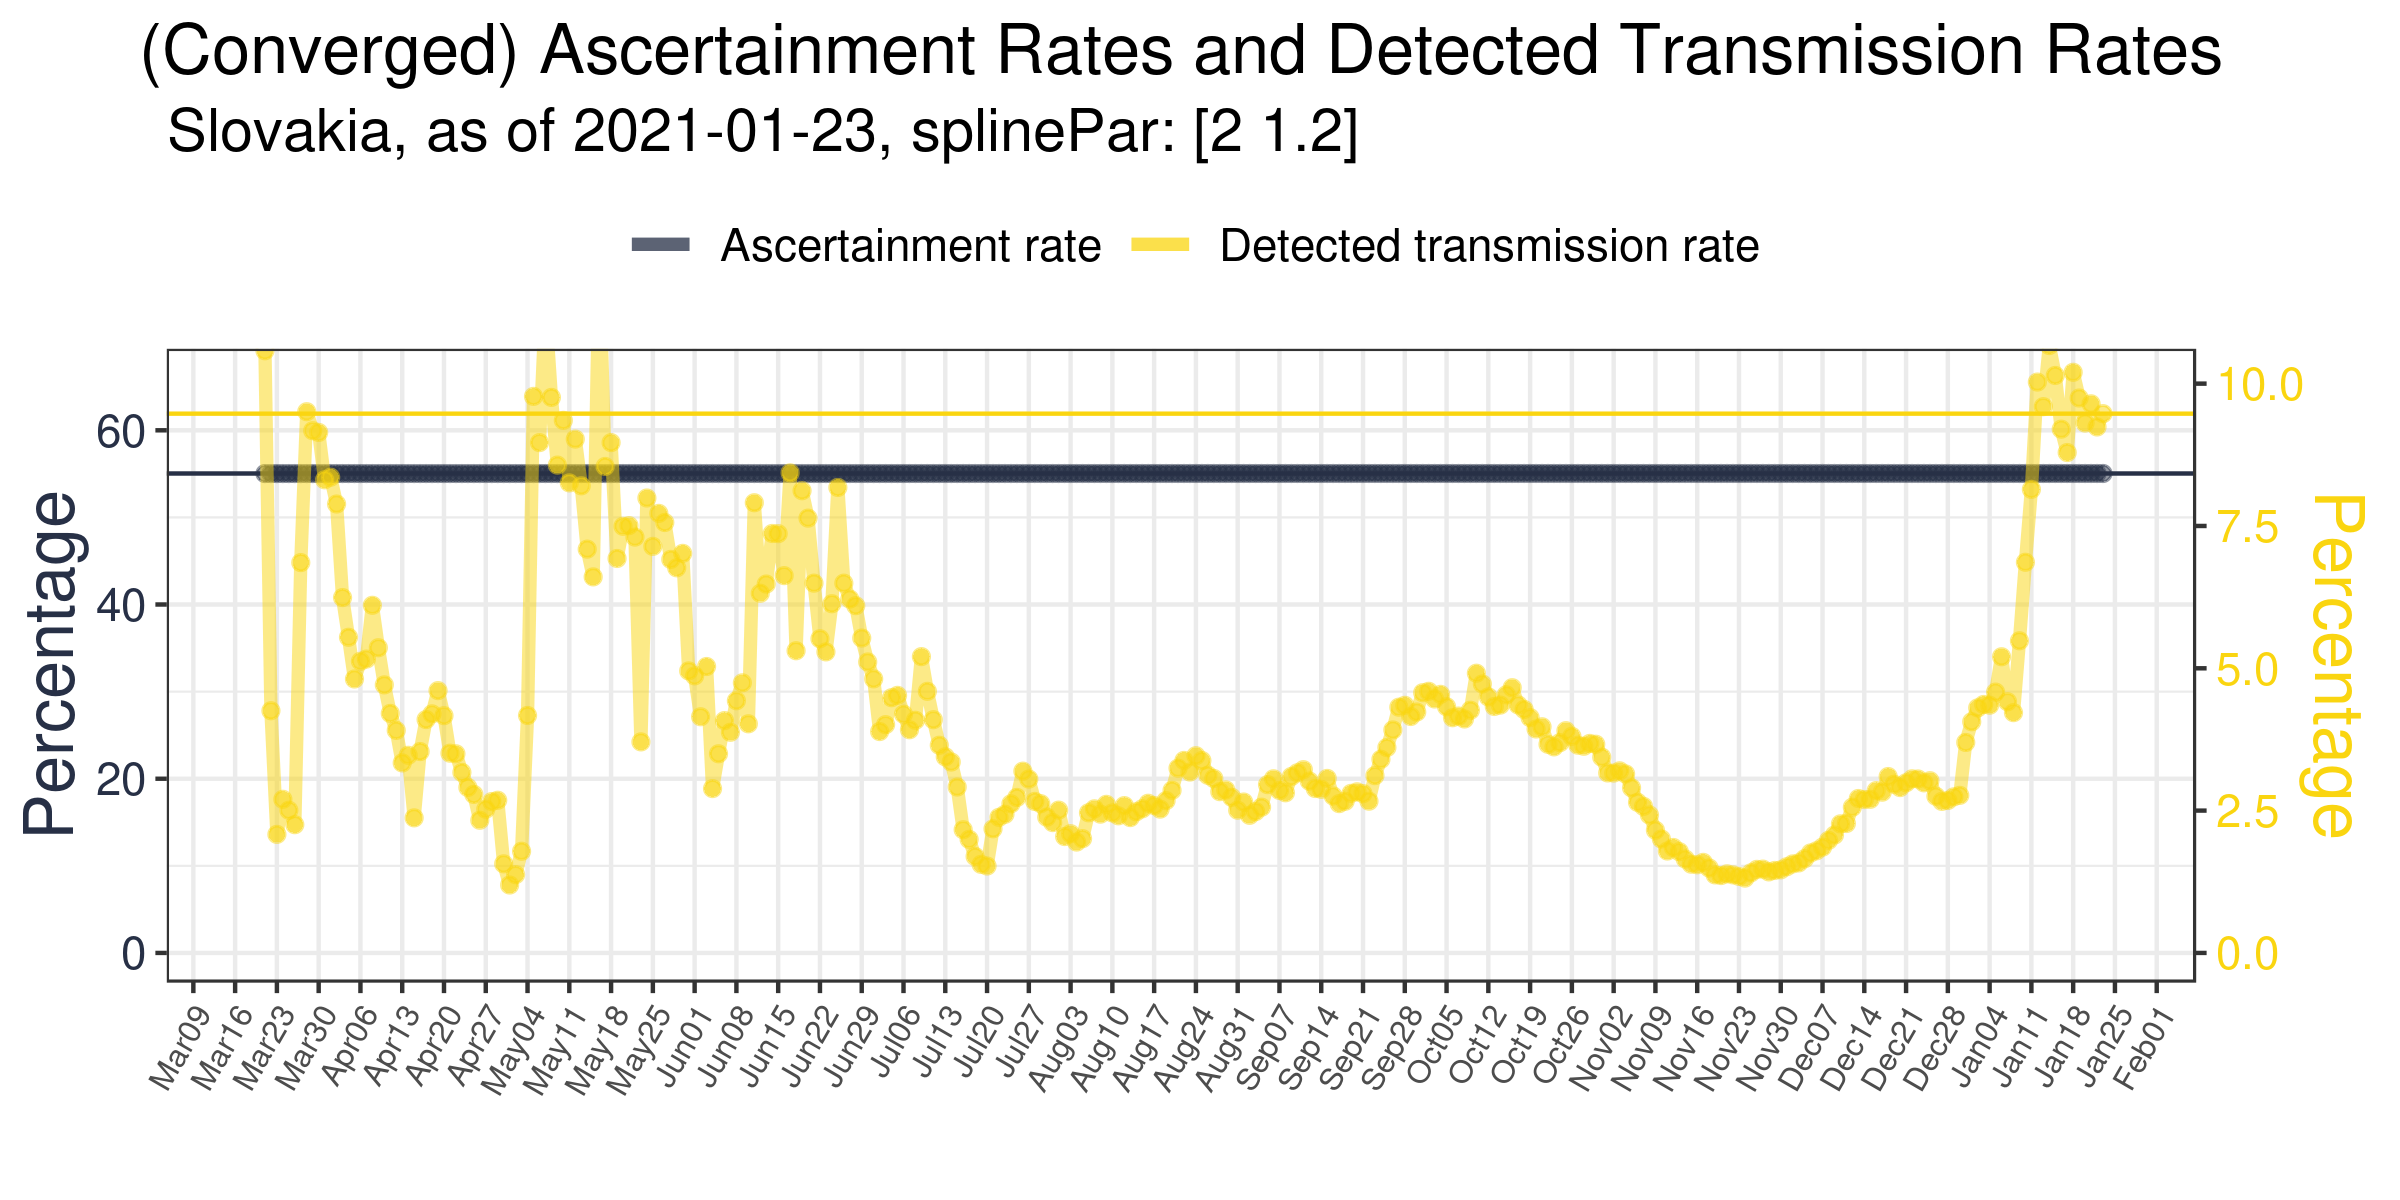 (Converged) Ascertainment Rates and Detected Transmission Rates
Slovakia, as of 2021-01-23, splinePar: [2 1.2]
Ascertainment rate
Detected transmission rate
Percentage
60
40
20
0
10.0
7.5
5.0
2.5
0.0
Percentage
Mar09
Mar16
Mar23
Mar30
Apr06
Apr13
Apr20
Apr27
May04
May11
May18
May25
Jun01
Jun08
Jun15
Jun22
Jun29
Jul06
Jul13
Jul20
Jul27
Aug03
Aug10
Aug17
Aug24
Aug31
Sep07
Sep14
Sep21
Sep28
Oct05
Oct12
Oct19
Oct26
Nov02
Nov09
Nov16
Nov23
Nov30
Dec07
Dec14
Dec21
Dec28
Jan04
Jan11
Jan18
Jan25
Feb01